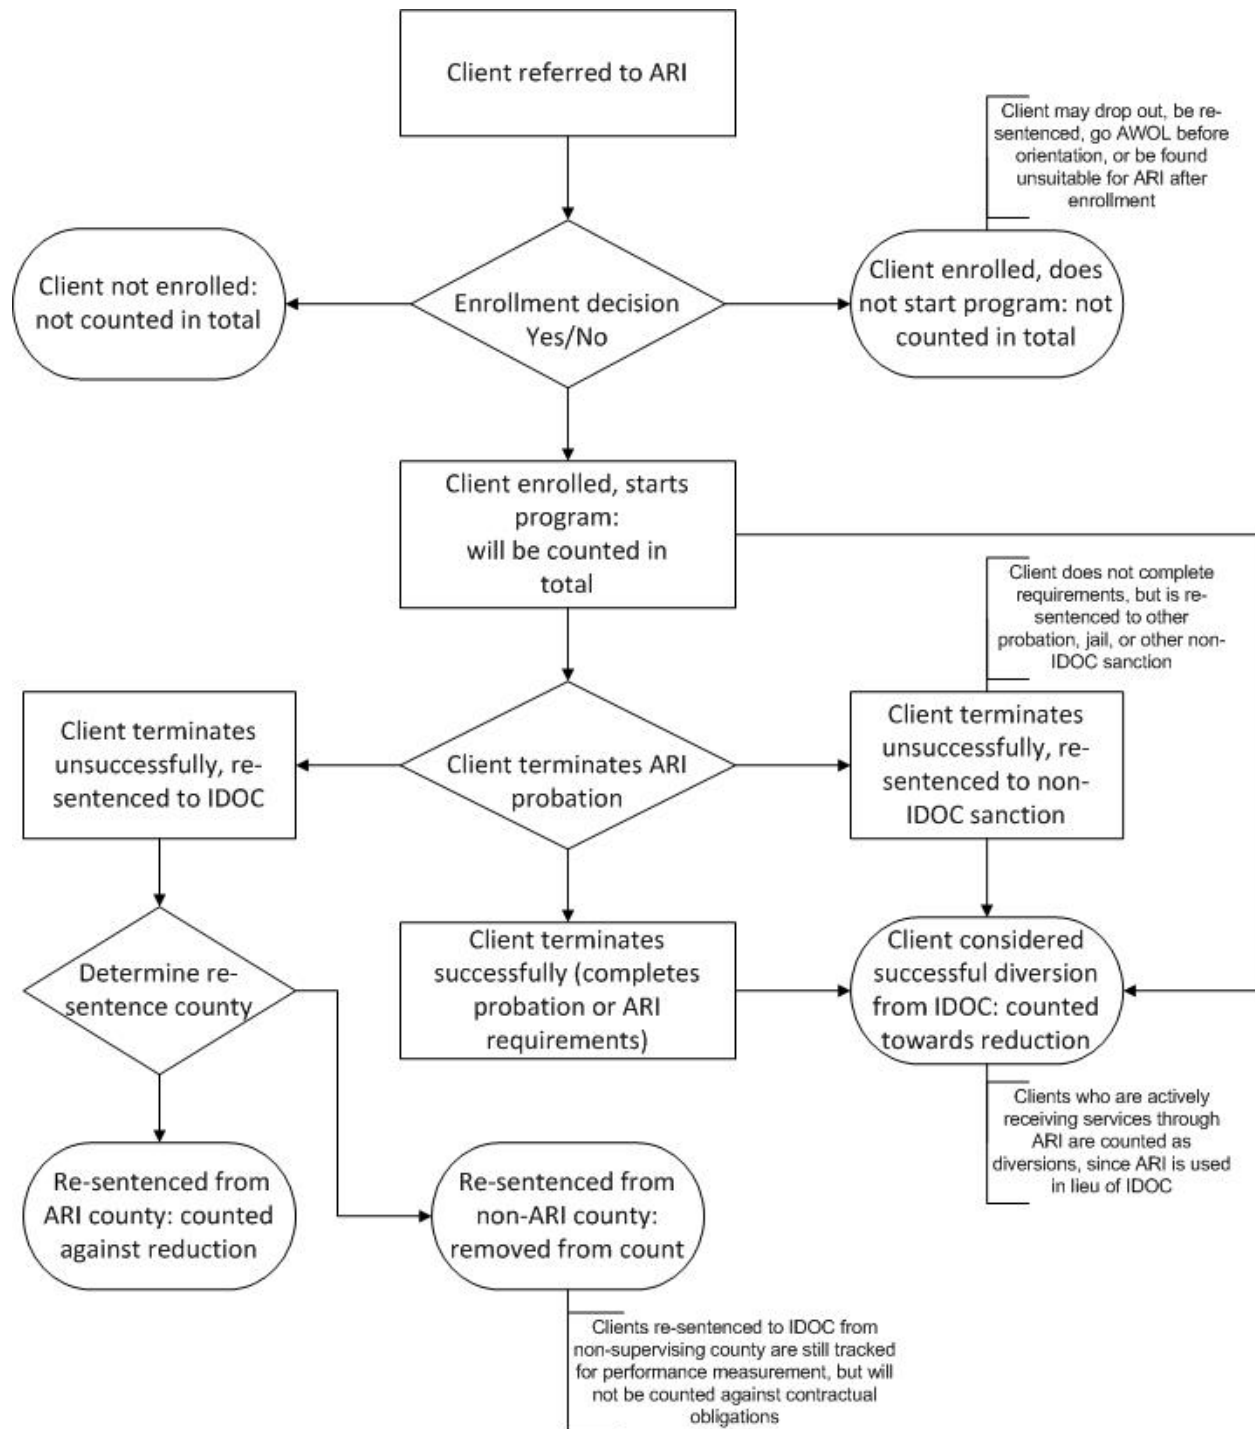 Client referred to ARI
Client may drop out, be re-
sentenced, go AWOL before
orientation, or be found
unsuitable for ARI after
enrollment
Client not enrolled:
not counted in total
Enrollment decision
Yes/No
Client enrolled, does
not start program: not
counted in total
Client enrolled, starts
program:
will be counted in
total
Client does not complete
requirements, but is re-
sentenced to other
probation, jail, or other non-
IDOC sanction
Client terminates
unsuccessfully, re-
sentenced to IDOC
Client terminates ARI
probation
Client terminates
unsuccessfully, re-
sentenced to non-
IDOC sanction
Determine re-
sentence county
Client terminates
successfully (completes
probation or ARI
requirements)
Client considered
successful diversion
from IDOC: counted
towards reduction
Clients who are actively
receiving services through
ARI are counted as
diversions, since ARI is used
in lieu of IDOC
Re-sentenced from
ARI county: counted
against reduction
Re-sentenced from
non-ARI county:
removed from count
Clients re-sentenced to IDOC from
non-supervising county are still tracked
for performance measurement, but will
not be counted against contractual
obligations